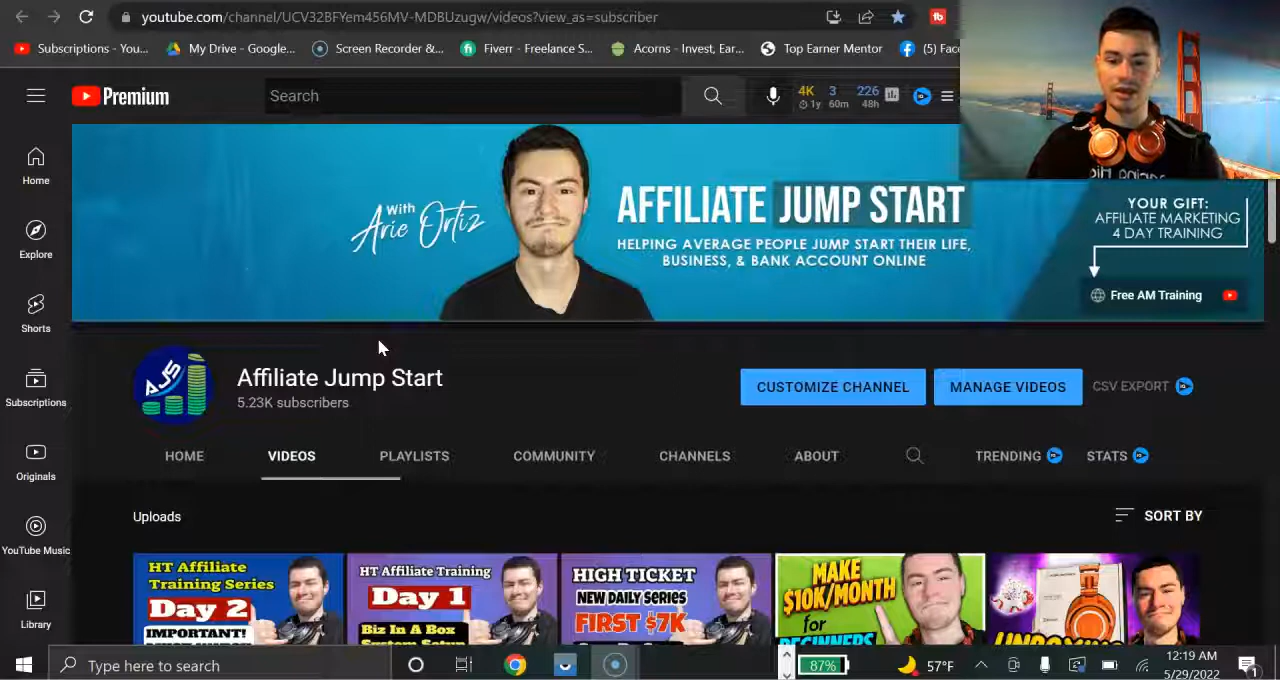 youtube.com/channel/UCV32BFYem456MV-MDBUzugw/videos?view_as=subscriber
Subscriptions - You...
My Drive - Google...
Screen Recorder &...
Fiverr - Freelance S...
Acorns - Invest, Ear...
Top Earner Mentor
(5) Fac
Premium
Search
4K 3 226
1y 60m 48h
With
Arie Ortiz
AFFILIATE JUMP START
HELPING AVERAGE PEOPLE JUMP START THEIR LIFE,
BUSINESS, & BANK ACCOUNT ONLINE
YOUR GIFT:
AFFILIATE MARKETING
4 DAY TRAINING
Free AM Training
Home
Explore
Shorts
Subscriptions
Originals
YouTube Music
Library
AJS
Affiliate Jump Start
5.23K subscribers
CUSTOMIZE CHANNEL
MANAGE VIDEOS
CSV EXPORT
HOME
VIDEOS
PLAYLISTS
COMMUNITY
CHANNELS
ABOUT
TRENDING
STATS
Uploads
SORT BY
HT Affiliate
Training Series
Day 2
IMPORTANT!
HT Affiliate Training
Day 1
Biz In A Box
System Setup
HIGH TICKET
NEW DAILY SERIES
FIRST $7K
MAKE
$10K/MONTH
for
BEGINNERS
UNBOXING
Type here to search
87%
57°F
12:19 AM
5/29/2022
1